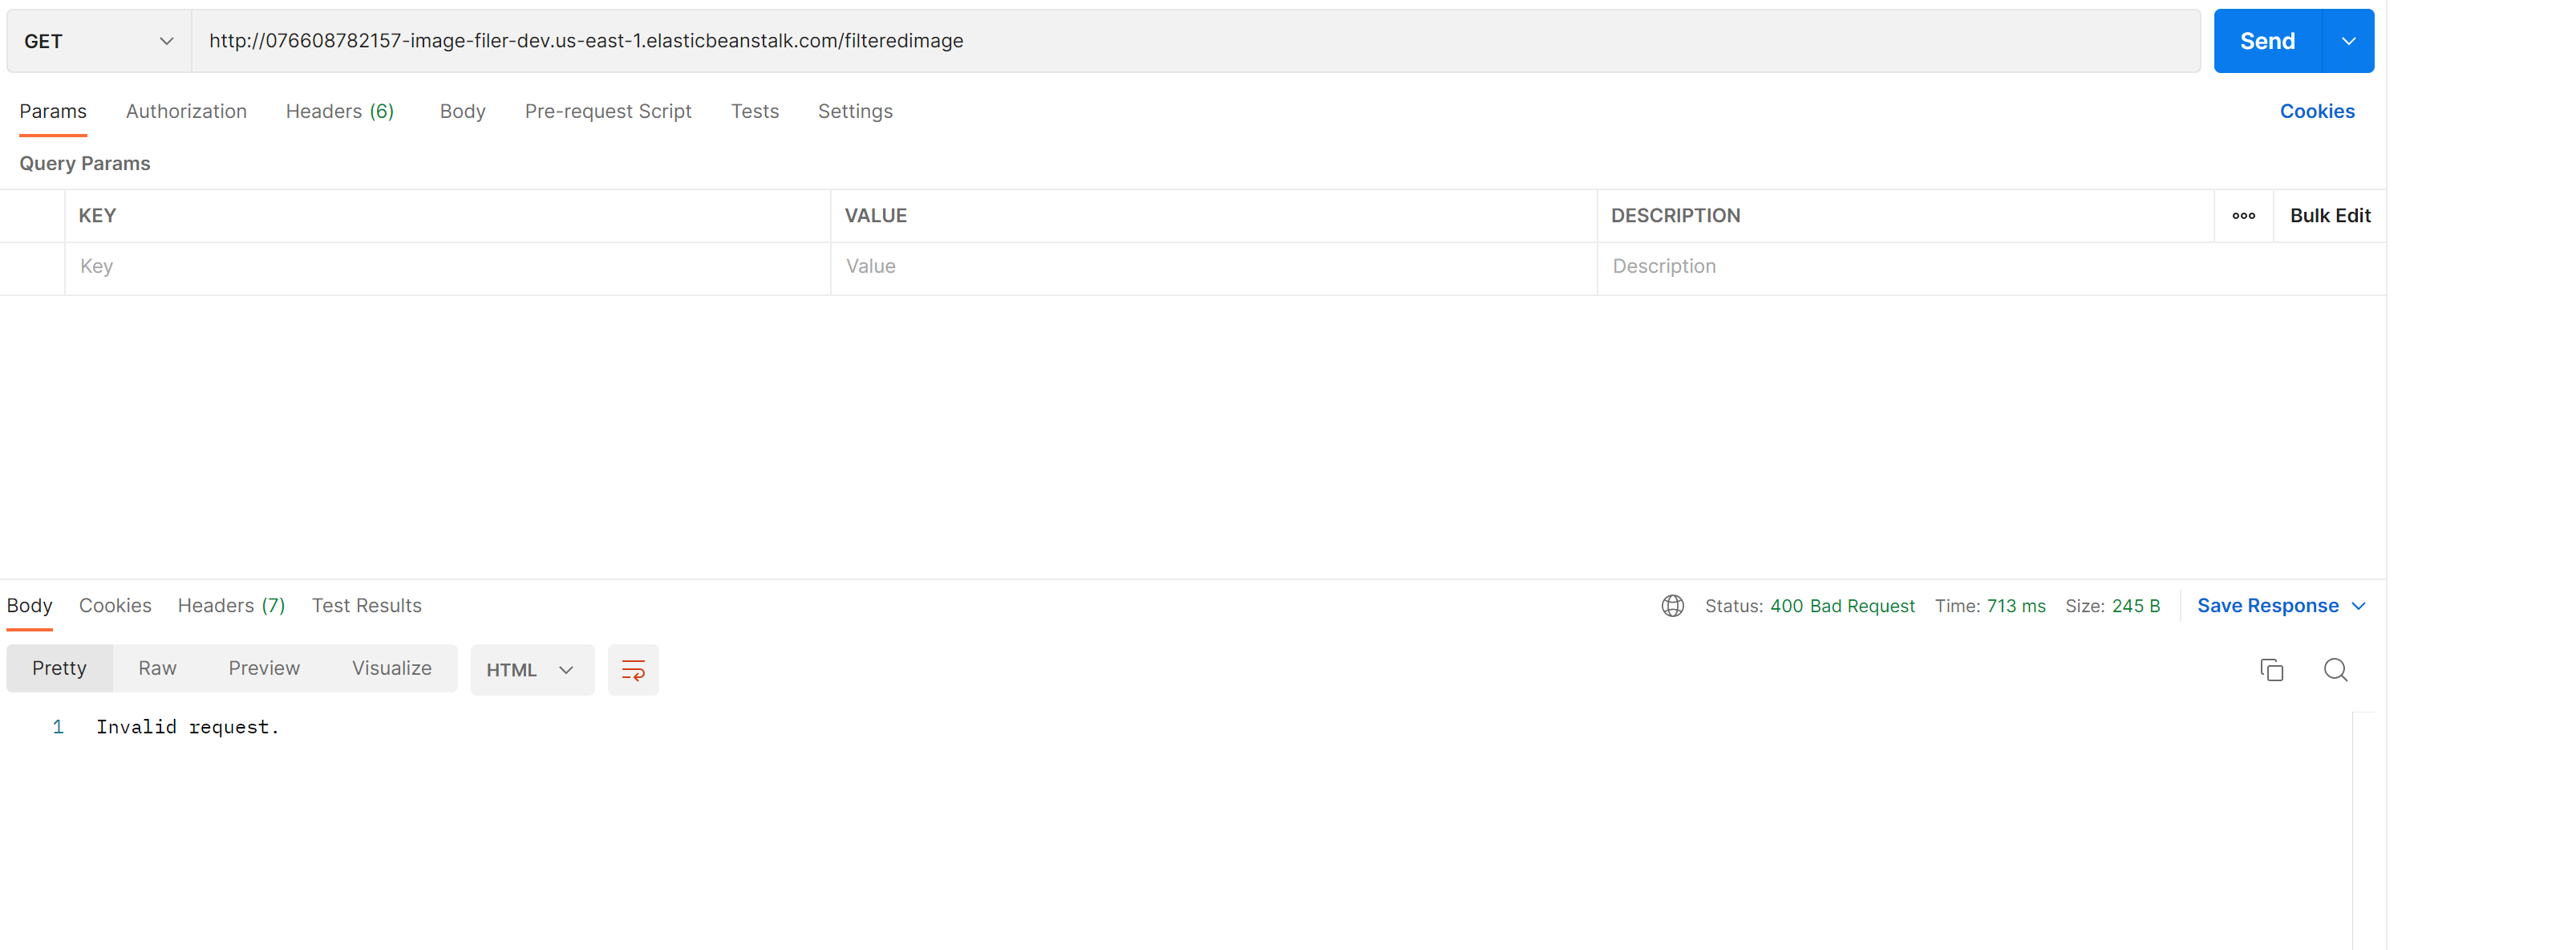 GET http://076608782157-image-filer-dev.us-east-1.elasticbeanstalk.com/filteredimage Send
Params Authorization Headers (6) Body Pre-request Script Tests Settings Cookies
Query Params
KEY VALUE DESCRIPTION ooo Bulk Edit
Key Value Description
Body Cookies Headers (7) Test Results Status: 400 Bad Request Time: 713 ms Size: 245 B Save Response
Pretty Raw Preview Visualize HTML
1 Invalid request.